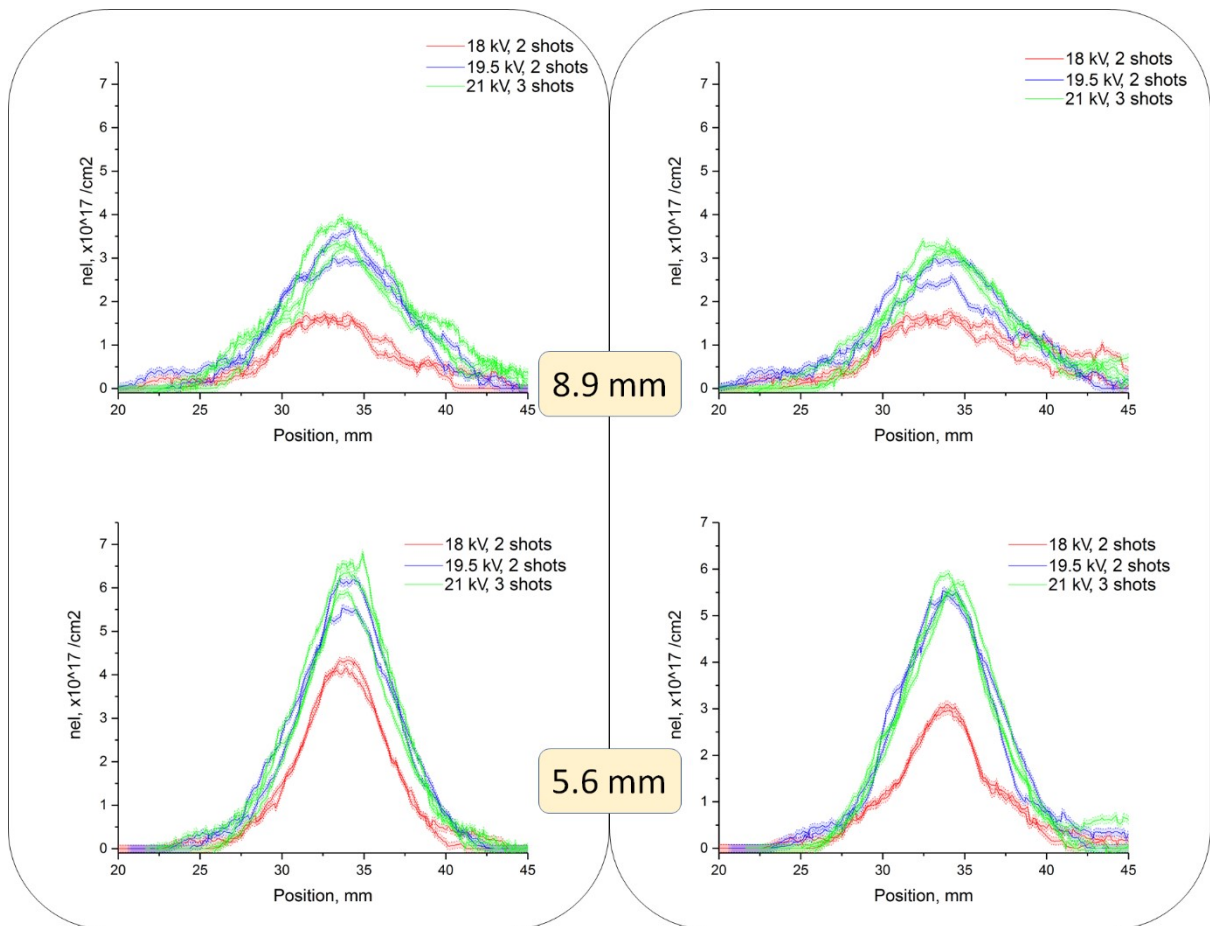 18 kV, 2 shots
19.5 kV, 2 shots
21 kV, 3 shots
7
6
5
4
3
2
1
0
nel, x10^17 /cm2
20 25 30 35 40 45
Position, mm
18 kV, 2 shots
19.5 kV, 2 shots
21 kV, 3 shots
7
6
5
4
3
2
1
0
nel, x10^17 /cm2
20 25 30 35 40 45
Position, mm
8.9 mm
18 kV, 2 shots
19.5 kV, 2 shots
21 kV, 3 shots
7
6
5
4
3
2
1
0
nel, x10^17 /cm2
20 25 30 35 40 45
Position, mm
18 kV, 2 shots
19.5 kV, 2 shots
21 kV, 3 shots
7
6
5
4
3
2
1
0
nel, x10^17 /cm2
20 25 30 35 40 45
Position, mm
5.6 mm